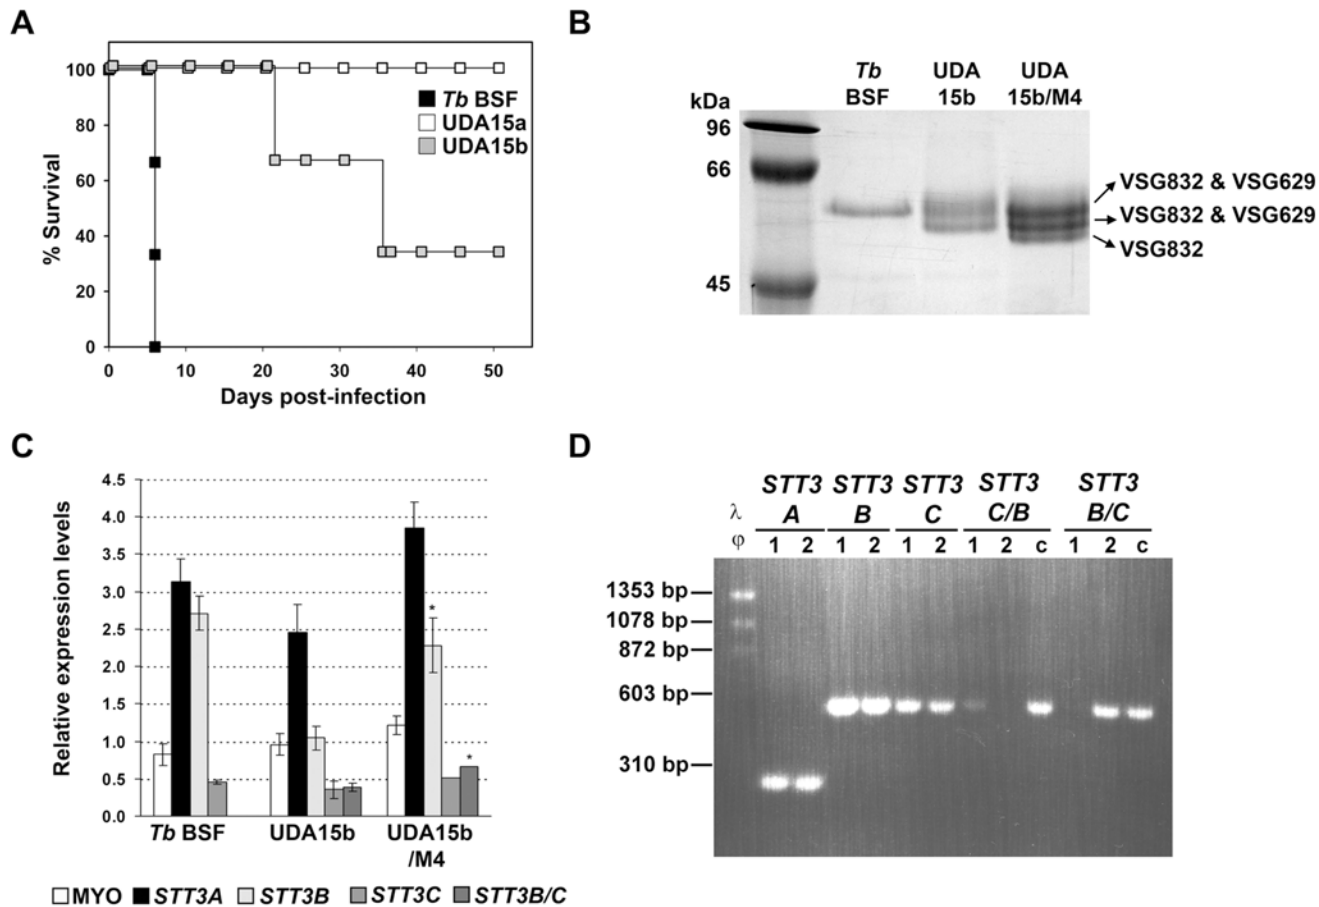 A
% Survival
100
80
60
40
20
0
0 10 20 30 40 50
Days post-infection
Tb BSF
UDA15a
UDA15b
B
Tb BSF
UDA 15b
UDA 15b/M4
kDa
96
66
45
VSG832 & VSG629
VSG832 & VSG629
VSG832
C
Relative expression levels
4.5
4.0
3.5
3.0
2.5
2.0
1.5
1.0
0.5
0.0
* *
Tb BSF
UDA15b
UDA15b /M4
MYO STT3A STT3B STT3C STT3B/C
D
STT3 A
STT3 B
STT3 C
STT3 C/B
STT3 B/C
λ φ
1 2 1 2 1 2 1 2 c 1 2 c
1353 bp
1078 bp
872 bp
603 bp
310 bp